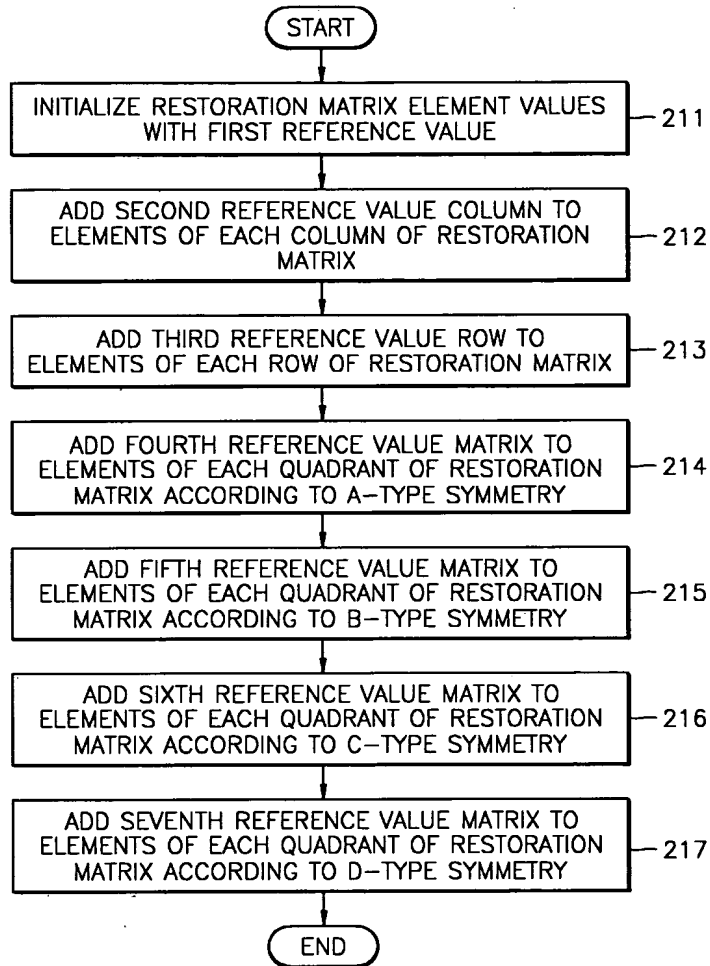 START
INITIALIZE RESTORATION MATRIX ELEMENT VALUES
WITH FIRST REFERENCE VALUE
211
ADD SECOND REFERENCE VALUE COLUMN TO
ELEMENTS OF EACH COLUMN OF RESTORATION
MATRIX
212
ADD THIRD REFERENCE VALUE ROW TO
ELEMENTS OF EACH ROW OF RESTORATION MATRIX
213
ADD FOURTH REFERENCE VALUE MATRIX TO
ELEMENTS OF EACH QUADRANT OF RESTORATION
MATRIX ACCORDING TO A-TYPE SYMMETRY
214
ADD FIFTH REFERENCE VALUE MATRIX TO
ELEMENTS OF EACH QUADRANT OF RESTORATION
MATRIX ACCORDING TO B-TYPE SYMMETRY
215
ADD SIXTH REFERENCE VALUE MATRIX TO
ELEMENTS OF EACH QUADRANT OF RESTORATION
MATRIX ACCORDING TO C-TYPE SYMMETRY
216
ADD SEVENTH REFERENCE VALUE MATRIX TO
ELEMENTS OF EACH QUADRANT OF RESTORATION
MATRIX ACCORDING TO D-TYPE SYMMETRY
217
END